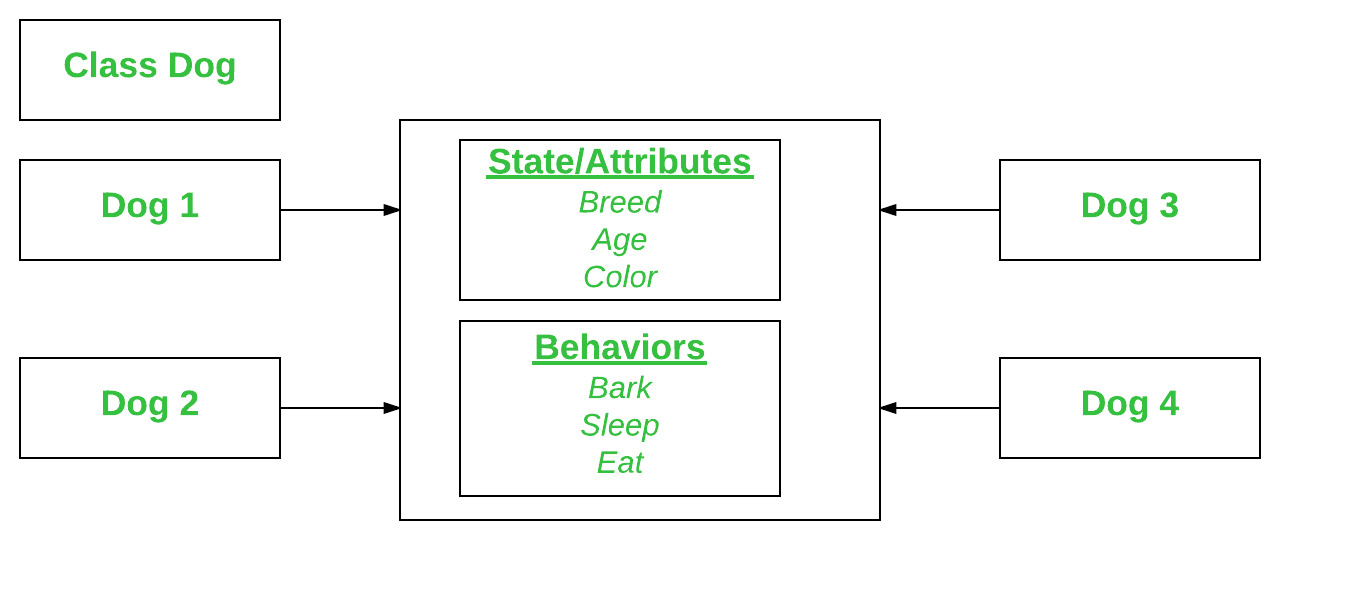 Class Dog
Dog 1
Dog 2
State/Attributes
Breed
Age
Color
Behaviors
Bark
Sleep
Eat
Dog 3
Dog 4